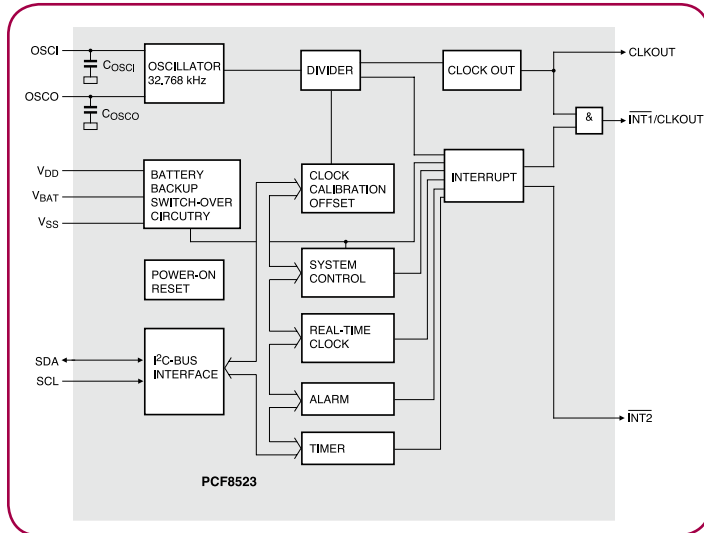 OSCI
COSCI
OSCO
COSCO
OSCILLATOR
32.768 kHz
DIVIDER
CLOCK OUT
CLKOUT
&
INT1/CLKOUT
VDD
VBAT
VSS
BATTERY
BACKUP
SWITCH-OVER
CIRCUTRY
CLOCK
CALIBRATION
OFFSET
INTERRUPT
POWER-ON
RESET
SYSTEM
CONTROL
REAL-TIME
CLOCK
SDA
SCL
I2C-BUS
INTERFACE
ALARM
INT2
TIMER
PCF8523